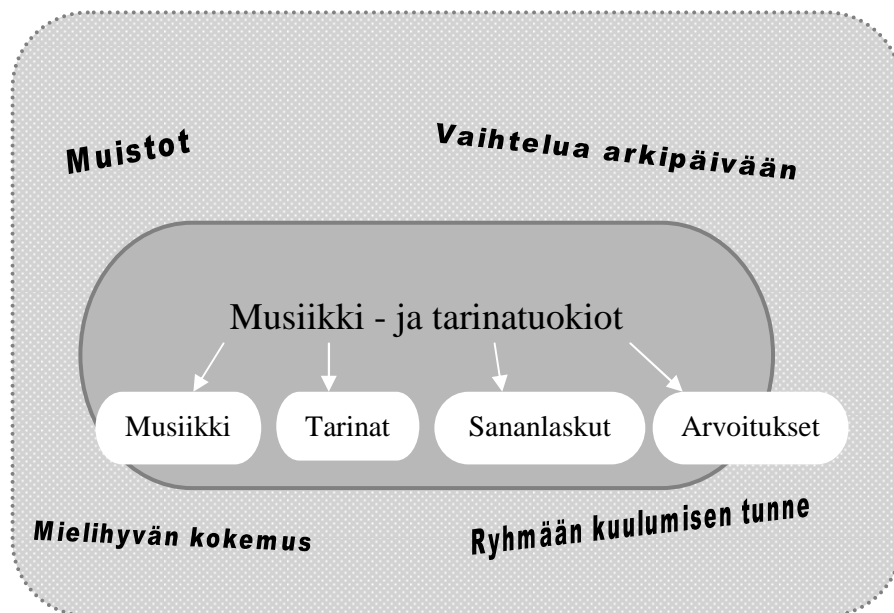 Muistot
Vaihtelua arkipäivään
Musiikki - ja tarinatuokiot
Musiikki
Tarinat
Sananlaskut
Arvoitukset
Mielihyvän kokemus
Ryhmään kuulumisen tunne